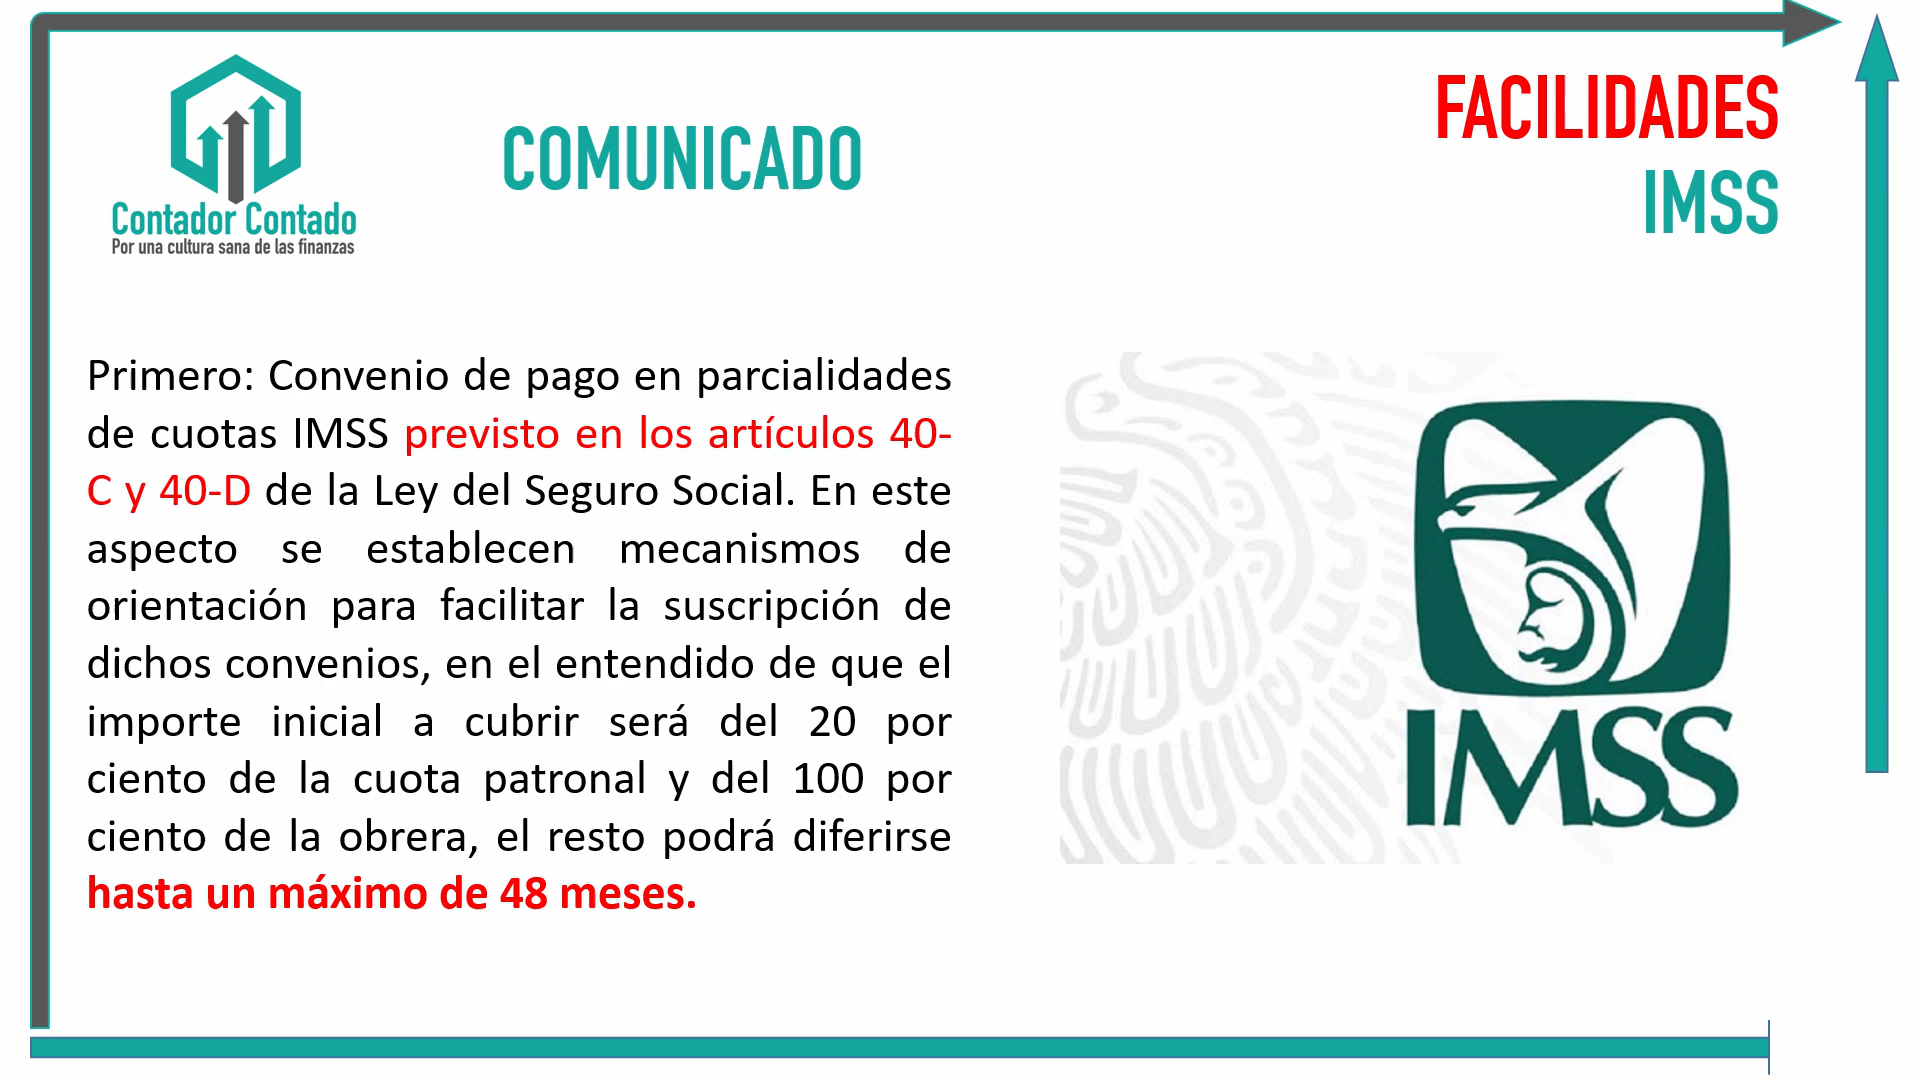 Contador Contado
Por una cultura sana de las finanzas
COMUNICADO
FACILIDADES
IMSS
Primero: Convenio de pago en parcialidades
de cuotas IMSS previsto en los artículos 40-
C y 40-D de la Ley del Seguro Social. En este
aspecto se establecen mecanismos de
orientación para facilitar la suscripción de
dichos convenios, en el entendido de que el
importe inicial a cubrir será del 20 por
ciento de la cuota patronal y del 100 por
ciento de la obrera, el resto podrá diferirse
hasta un máximo de 48 meses.
IMSS